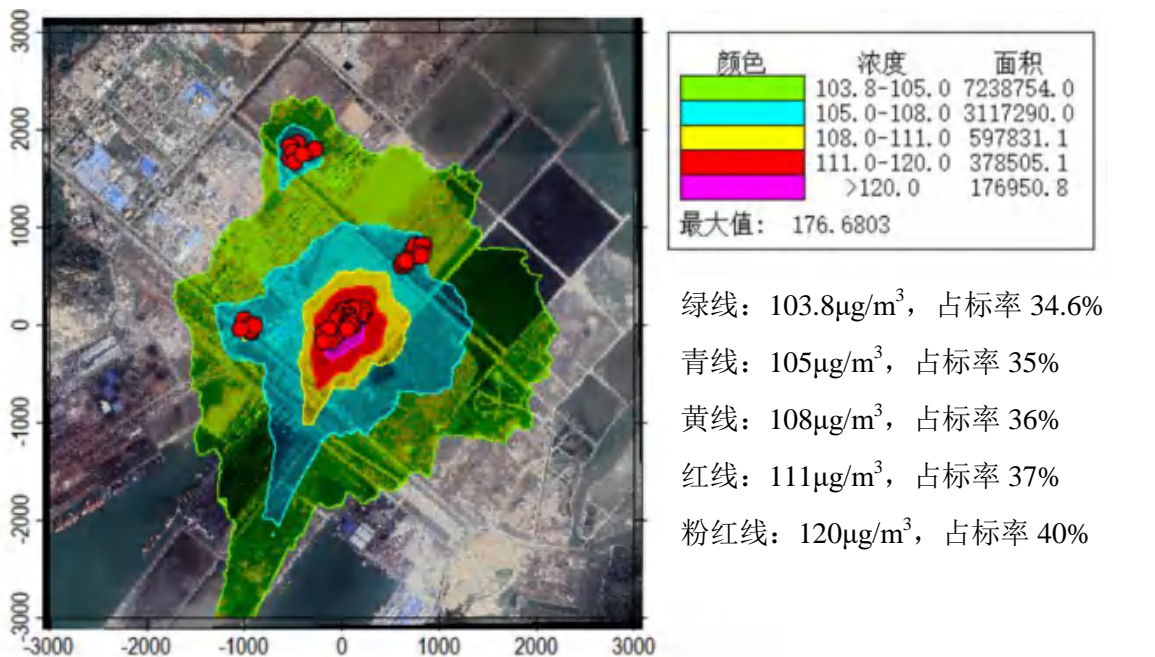 3000
2000
1000
0
-1000
-2000
-3000
-3000 -2000 -1000 0 1000 2000 3000
颜色 浓度 面积
103.8-105.0 7238754.0
105.0-108.0 3117290.0
108.0-111.0 597831.1
111.0-120.0 378505.1
>120.0 176950.8
最大值: 176.6803
绿线：103.8μg/m³，占标率 34.6%
青线：105μg/m³，占标率 35%
黄线：108μg/m³，占标率 36%
红线：111μg/m³，占标率 37%
粉红线：120μg/m³，占标率 40%